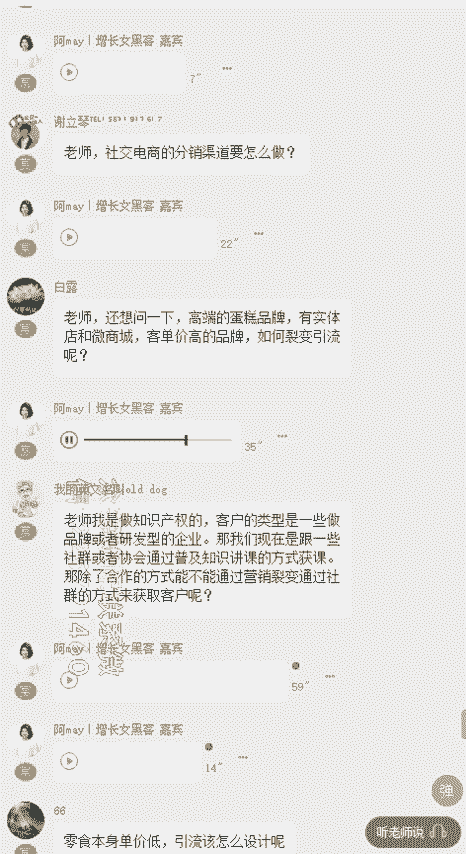 阿may丨增长女黑客 嘉宾
7"
谢立琴
老师，社交电商的分销渠道要怎么做？
阿may丨增长女黑客 嘉宾
22"
白露
老师，还想问一下，高端的蛋糕品牌，有实体
店和微商城，客单价高的品牌，如何裂变引流
呢？
阿may丨增长女黑客 嘉宾
35"
old dog
老师我是做知识产权的，客户的类型是一些做
品牌或者研发型的企业。那我们现在是跟一些
社群或者协会通过普及知识讲课的方式获课。
那除了合作的方式能不能通过营销裂变通过社
群的方式来获取客户呢？
阿may丨增长女黑客 嘉宾
59"
阿may丨增长女黑客 嘉宾
14"
66
零食本身单价低，引流该怎么设计呢
弹
听老师说